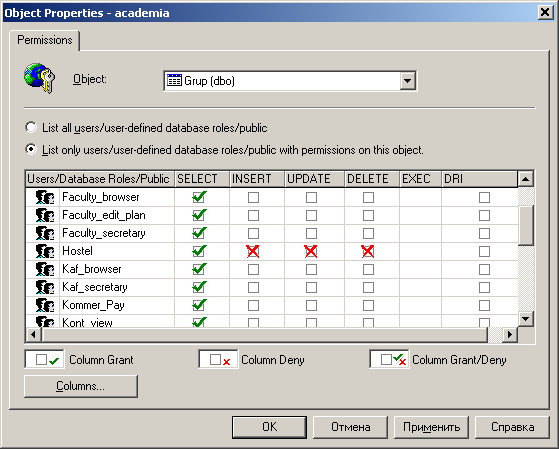 Object Properties - academia
Permissions
Object:
Grup (dbo)
List all users/user-defined database roles/public
List only users/user-defined database roles/public with permissions on this object.
Users/Database Roles/Public SELECT INSERT UPDATE DELETE EXEC DRI
Faculty_browser
Faculty_edit_plan
Faculty_secretary
Hostel
Kaf_browser
Kaf_secretary
Kommer_Pay
Kont_view
Column Grant Column Deny Column Grant/Deny
Columns...
OK Отмена Применить Справка